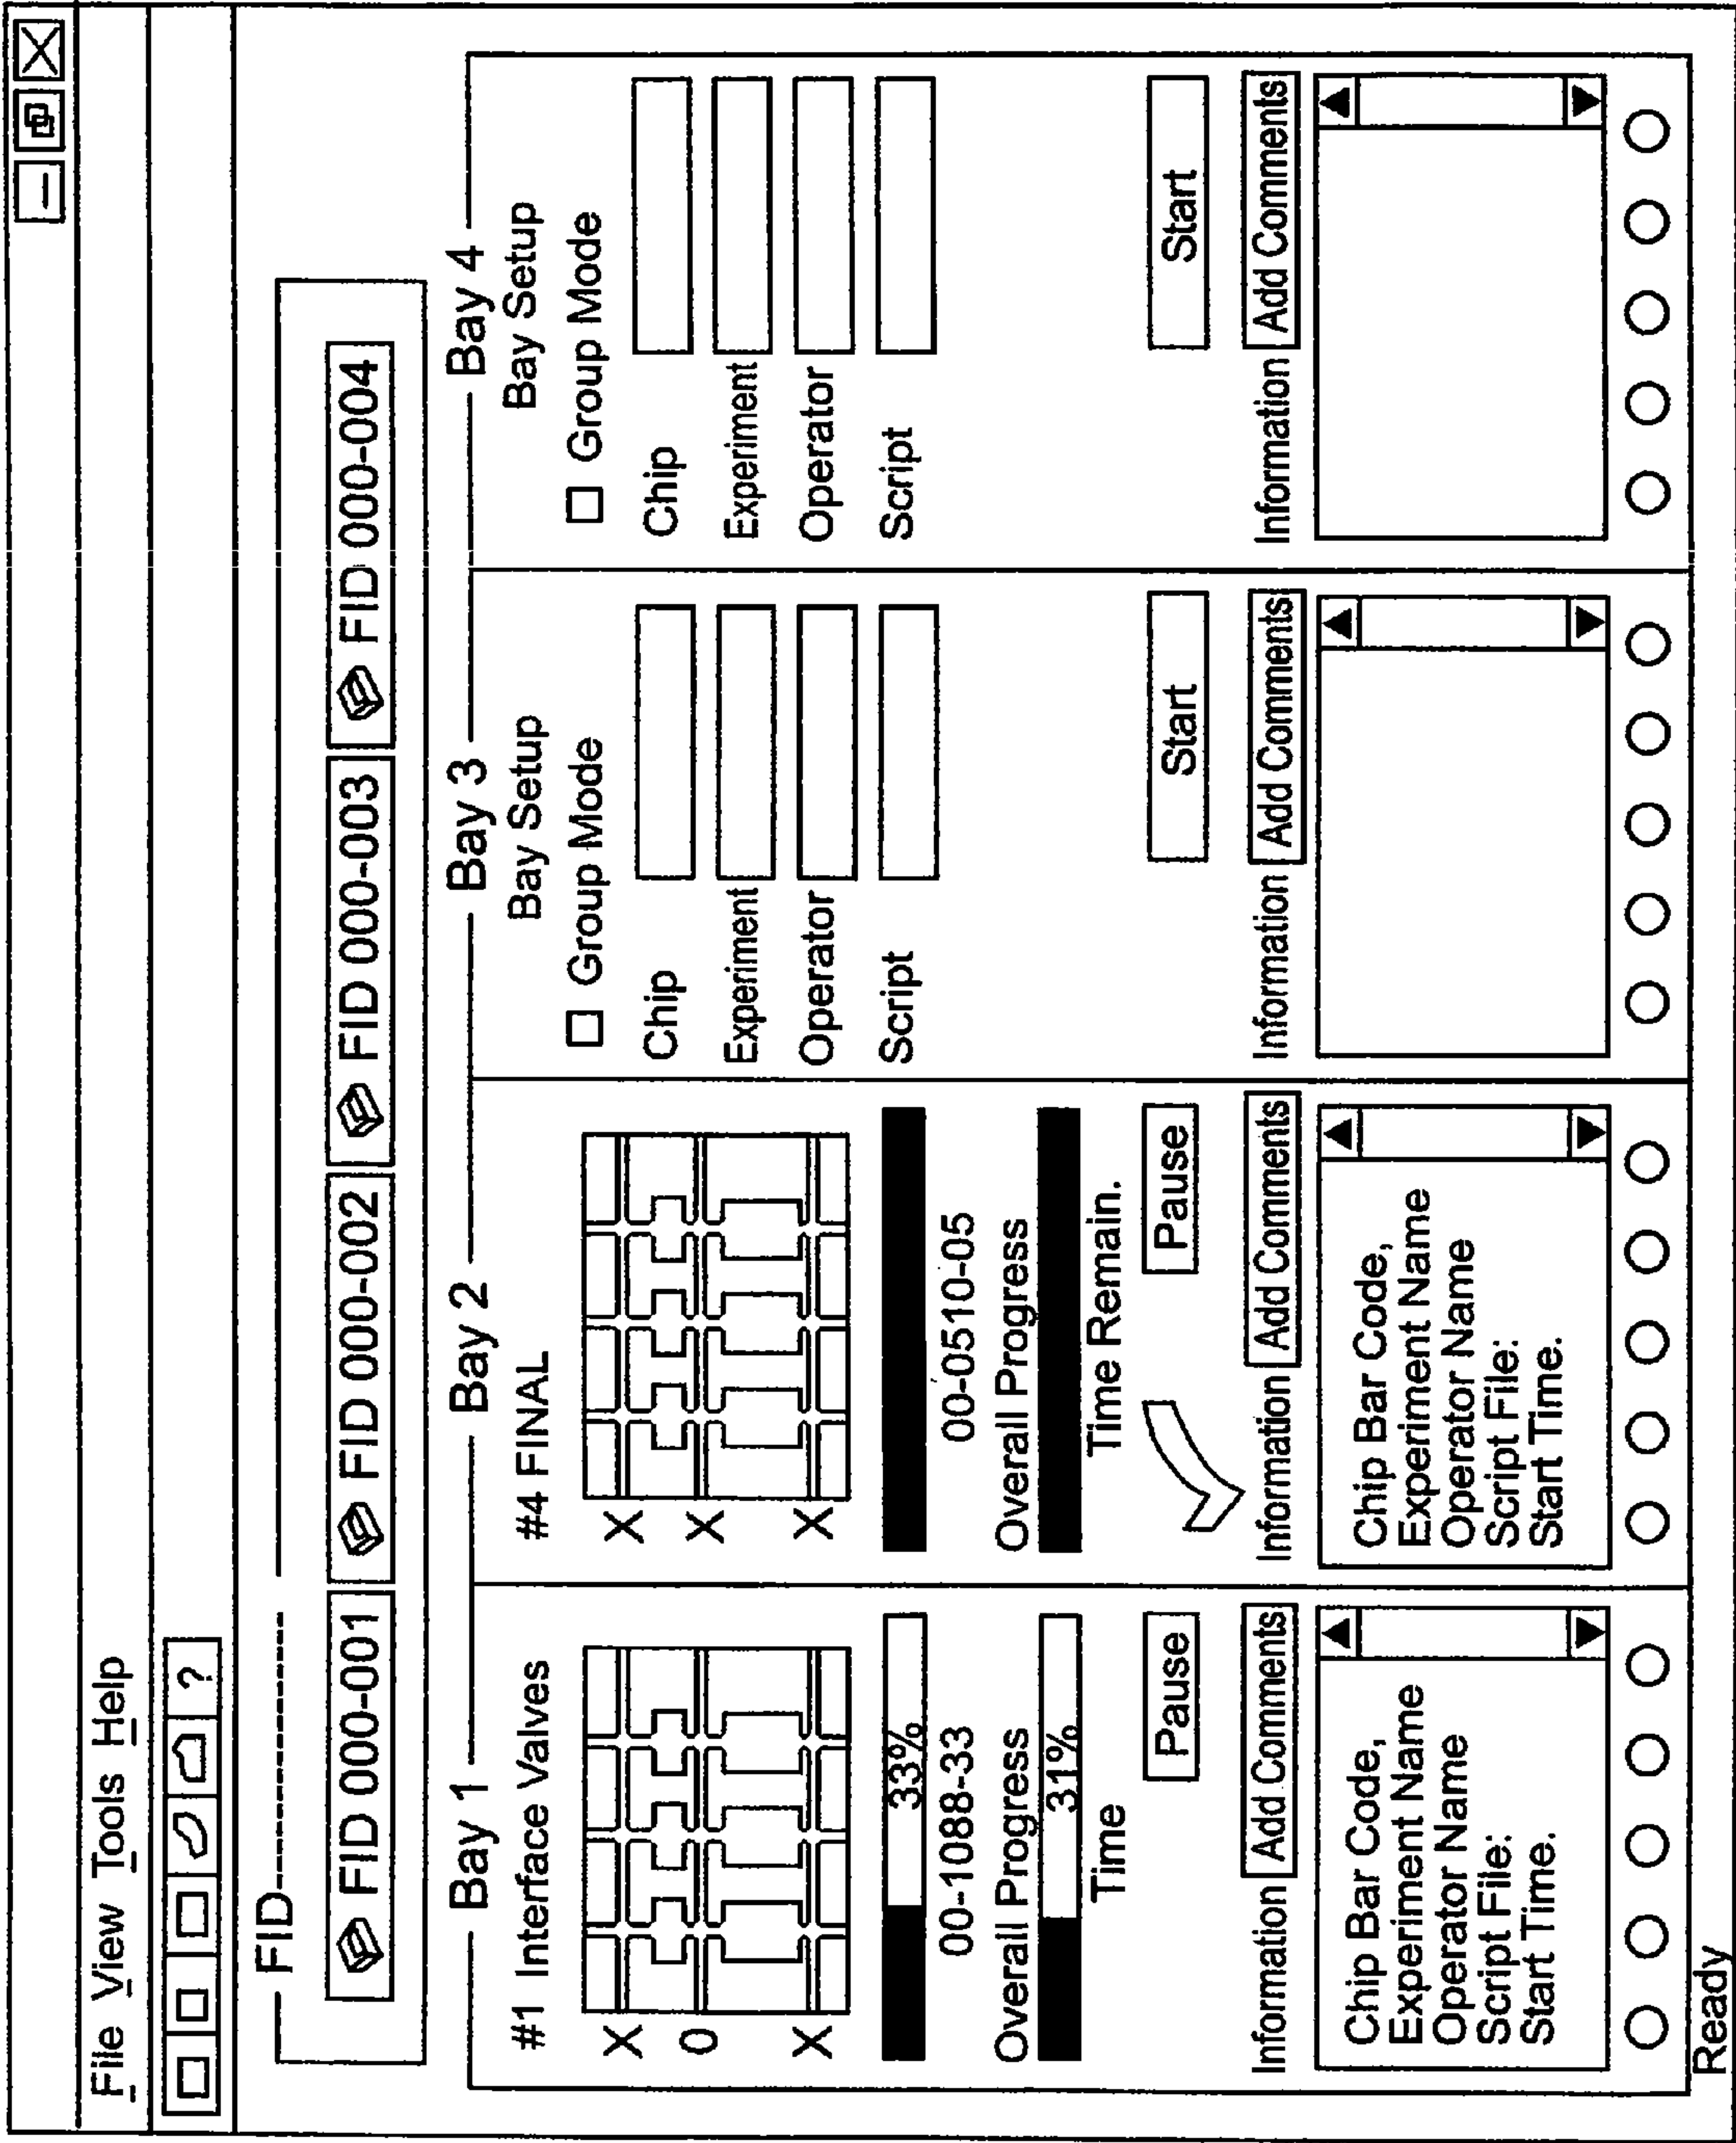 File View Tools Help
?
FID
FID 000-001
FID 000-002
FID 000-003
FID 000-004
Bay 1
#1 Interface Valves
X
O
X
33%
00-1088-33
Overall Progress
31%
Time
Pause
Information Add Comments
Chip Bar Code,
Experiment Name
Operator Name
Script File:
Start Time.
Bay 2
#4 FINAL
X
X
X
00-0510-05
Overall Progress
Time Remain.
Pause
Information Add Comments
Chip Bar Code,
Experiment Name
Operator Name
Script File:
Start Time.
Bay 3
Bay Setup
Group Mode
Chip
Experiment
Operator
Script
Start
Information Add Comments
Bay 4
Bay Setup
Group Mode
Chip
Experiment
Operator
Script
Start
Information Add Comments
Ready